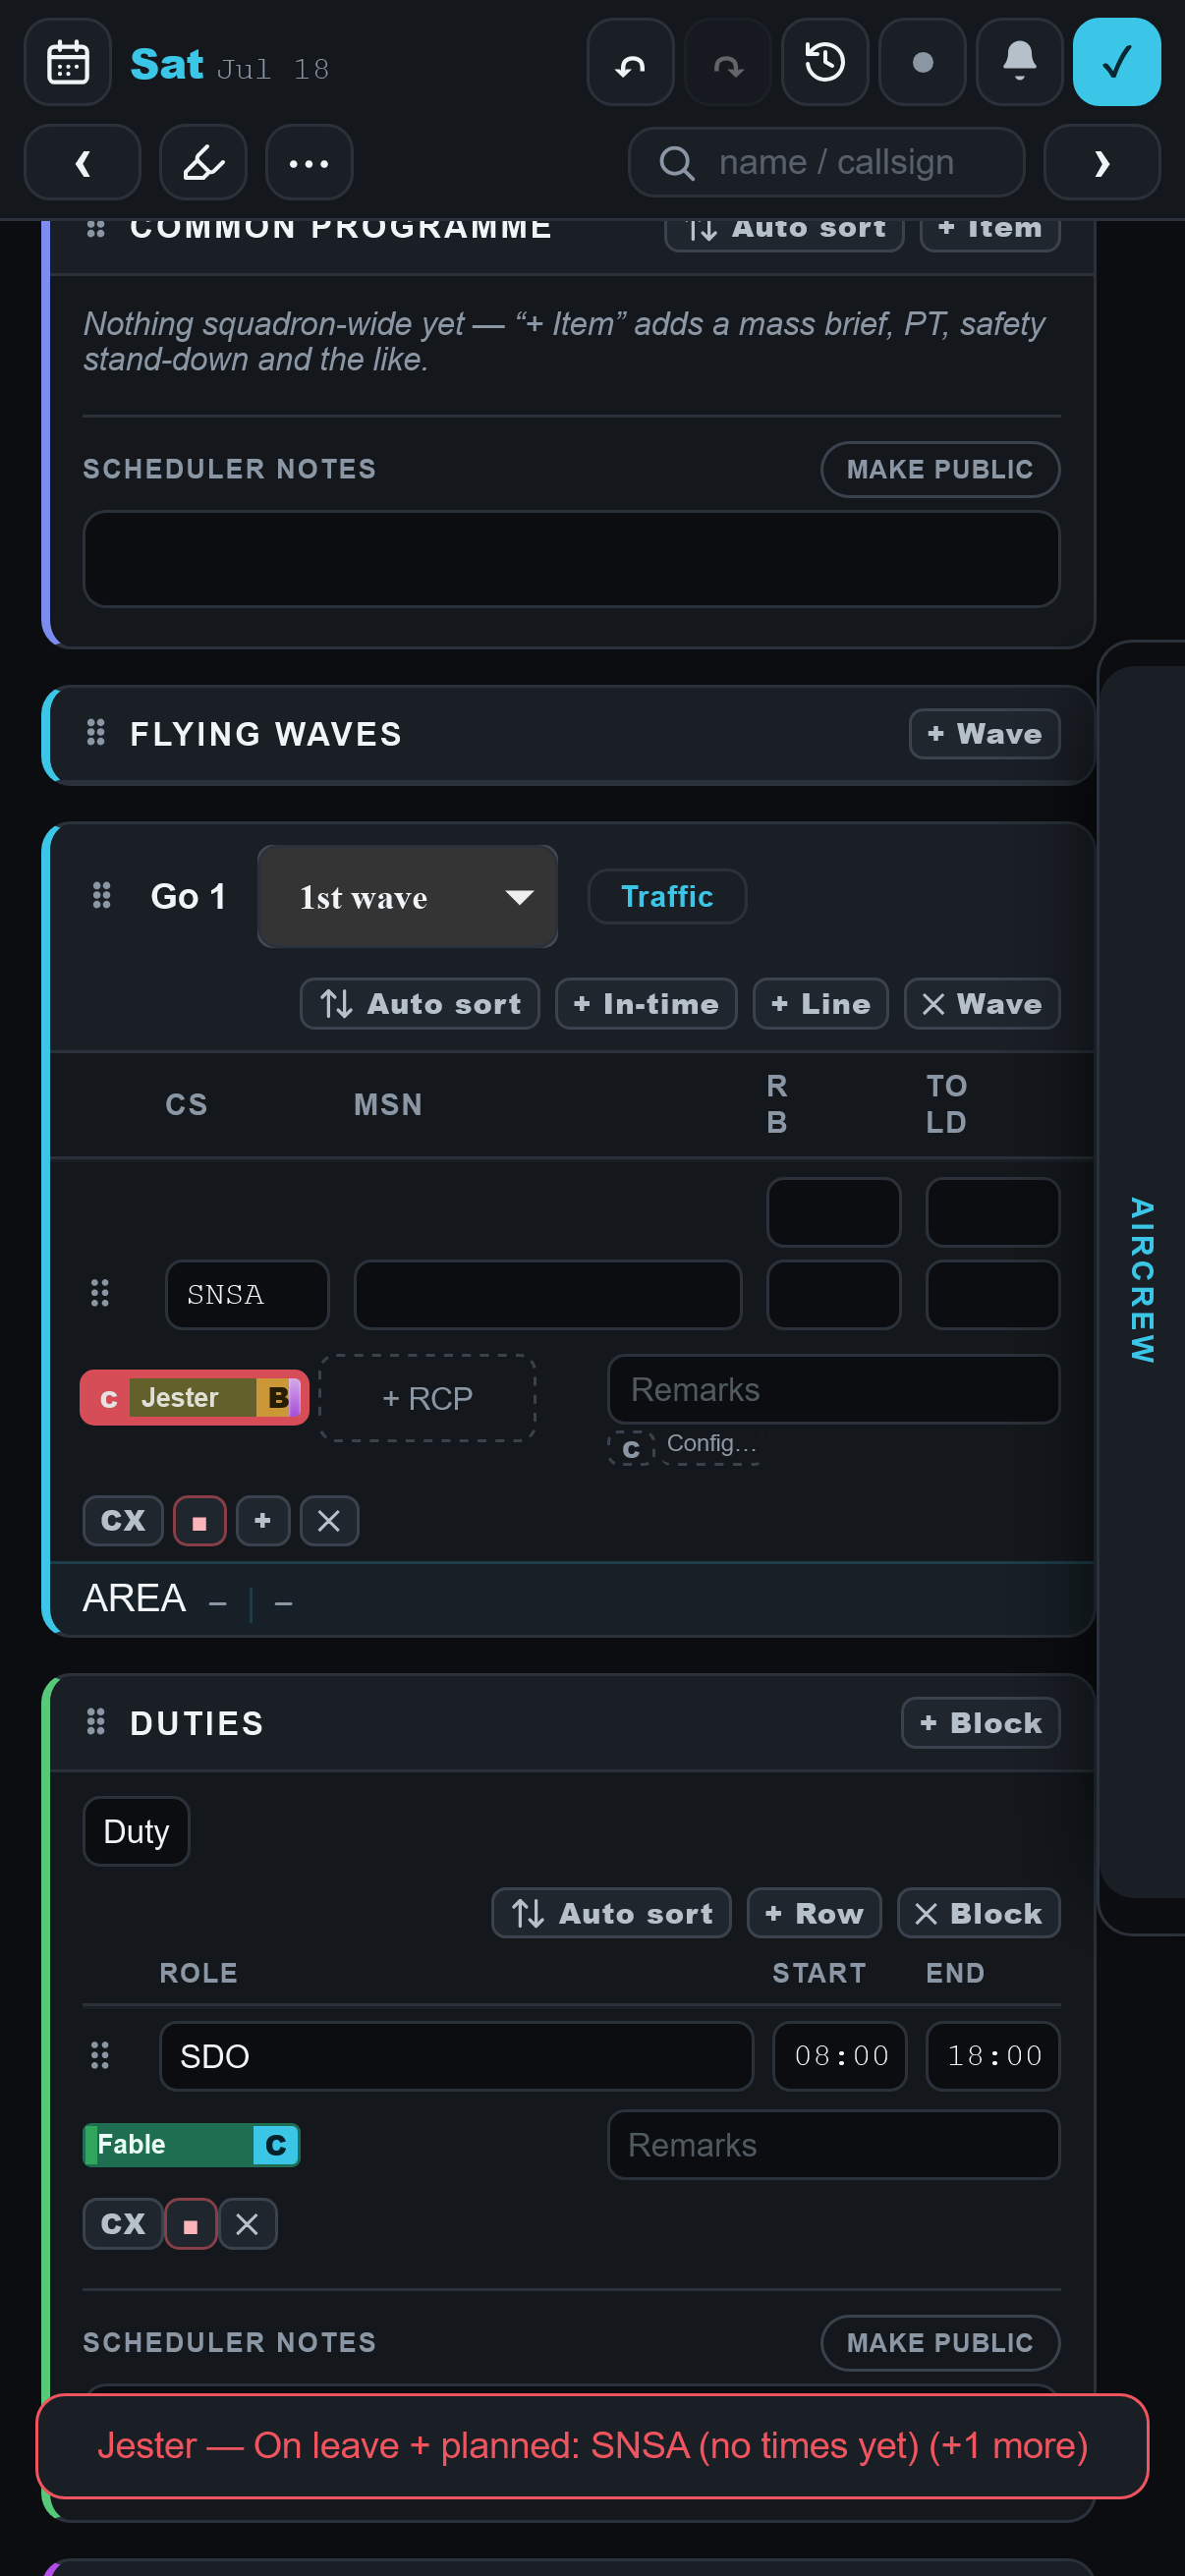 Sat Jul 18
name / callsign
COMMON PROGRAMME
Auto sort
+ Item
Nothing squadron-wide yet — “+ Item” adds a mass brief, PT, safety
stand-down and the like.
SCHEDULER NOTES
MAKE PUBLIC
FLYING WAVES
+ Wave
Go 1
1st wave
Traffic
Auto sort
+ In-time
+ Line
× Wave
CS
MSN
R
B
TO
LD
SNSA
C Jester B
+ RCP
Remarks
C Config...
CX
+
×
AREA – | –
AIRCREW
DUTIES
+ Block
Duty
Auto sort
+ Row
× Block
ROLE
START
END
SDO
08:00
18:00
Fable C
Remarks
CX
×
SCHEDULER NOTES
MAKE PUBLIC
Jester — On leave + planned: SNSA (no times yet) (+1 more)